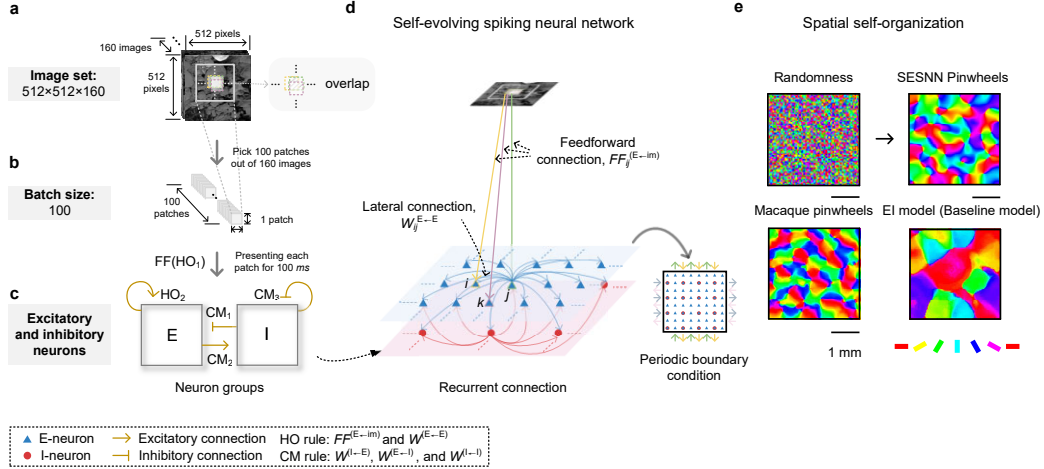 a
512 pixels
160 images
512
pixels
Image set:
512×512×160
overlap
Pick 100 patches
out of 160 images
b
Batch size:
100
100
patches
1 patch
FF(HO₁)
Presenting each
patch for 100 ms
c
Excitatory
and inhibitory
neurons
HO₂
CM₃
E
CM₁
CM₂
I
Neuron groups
d
Self-evolving spiking neural network
Feedforward
connection, FFᵢⱼ^(E←im)
Lateral connection,
Wᵢⱼ^E←E
i
k
j
Recurrent connection
Periodic boundary
condition
e
Spatial self-organization
Randomness
SESNN Pinwheels
Macaque pinwheels
EI model (Baseline model)
1 mm
E-neuron
Excitatory connection
HO rule: FF^(E←im) and W^(E←E)
I-neuron
Inhibitory connection
CM rule: W^(I←E), W^(E←I), and W^(I←I)